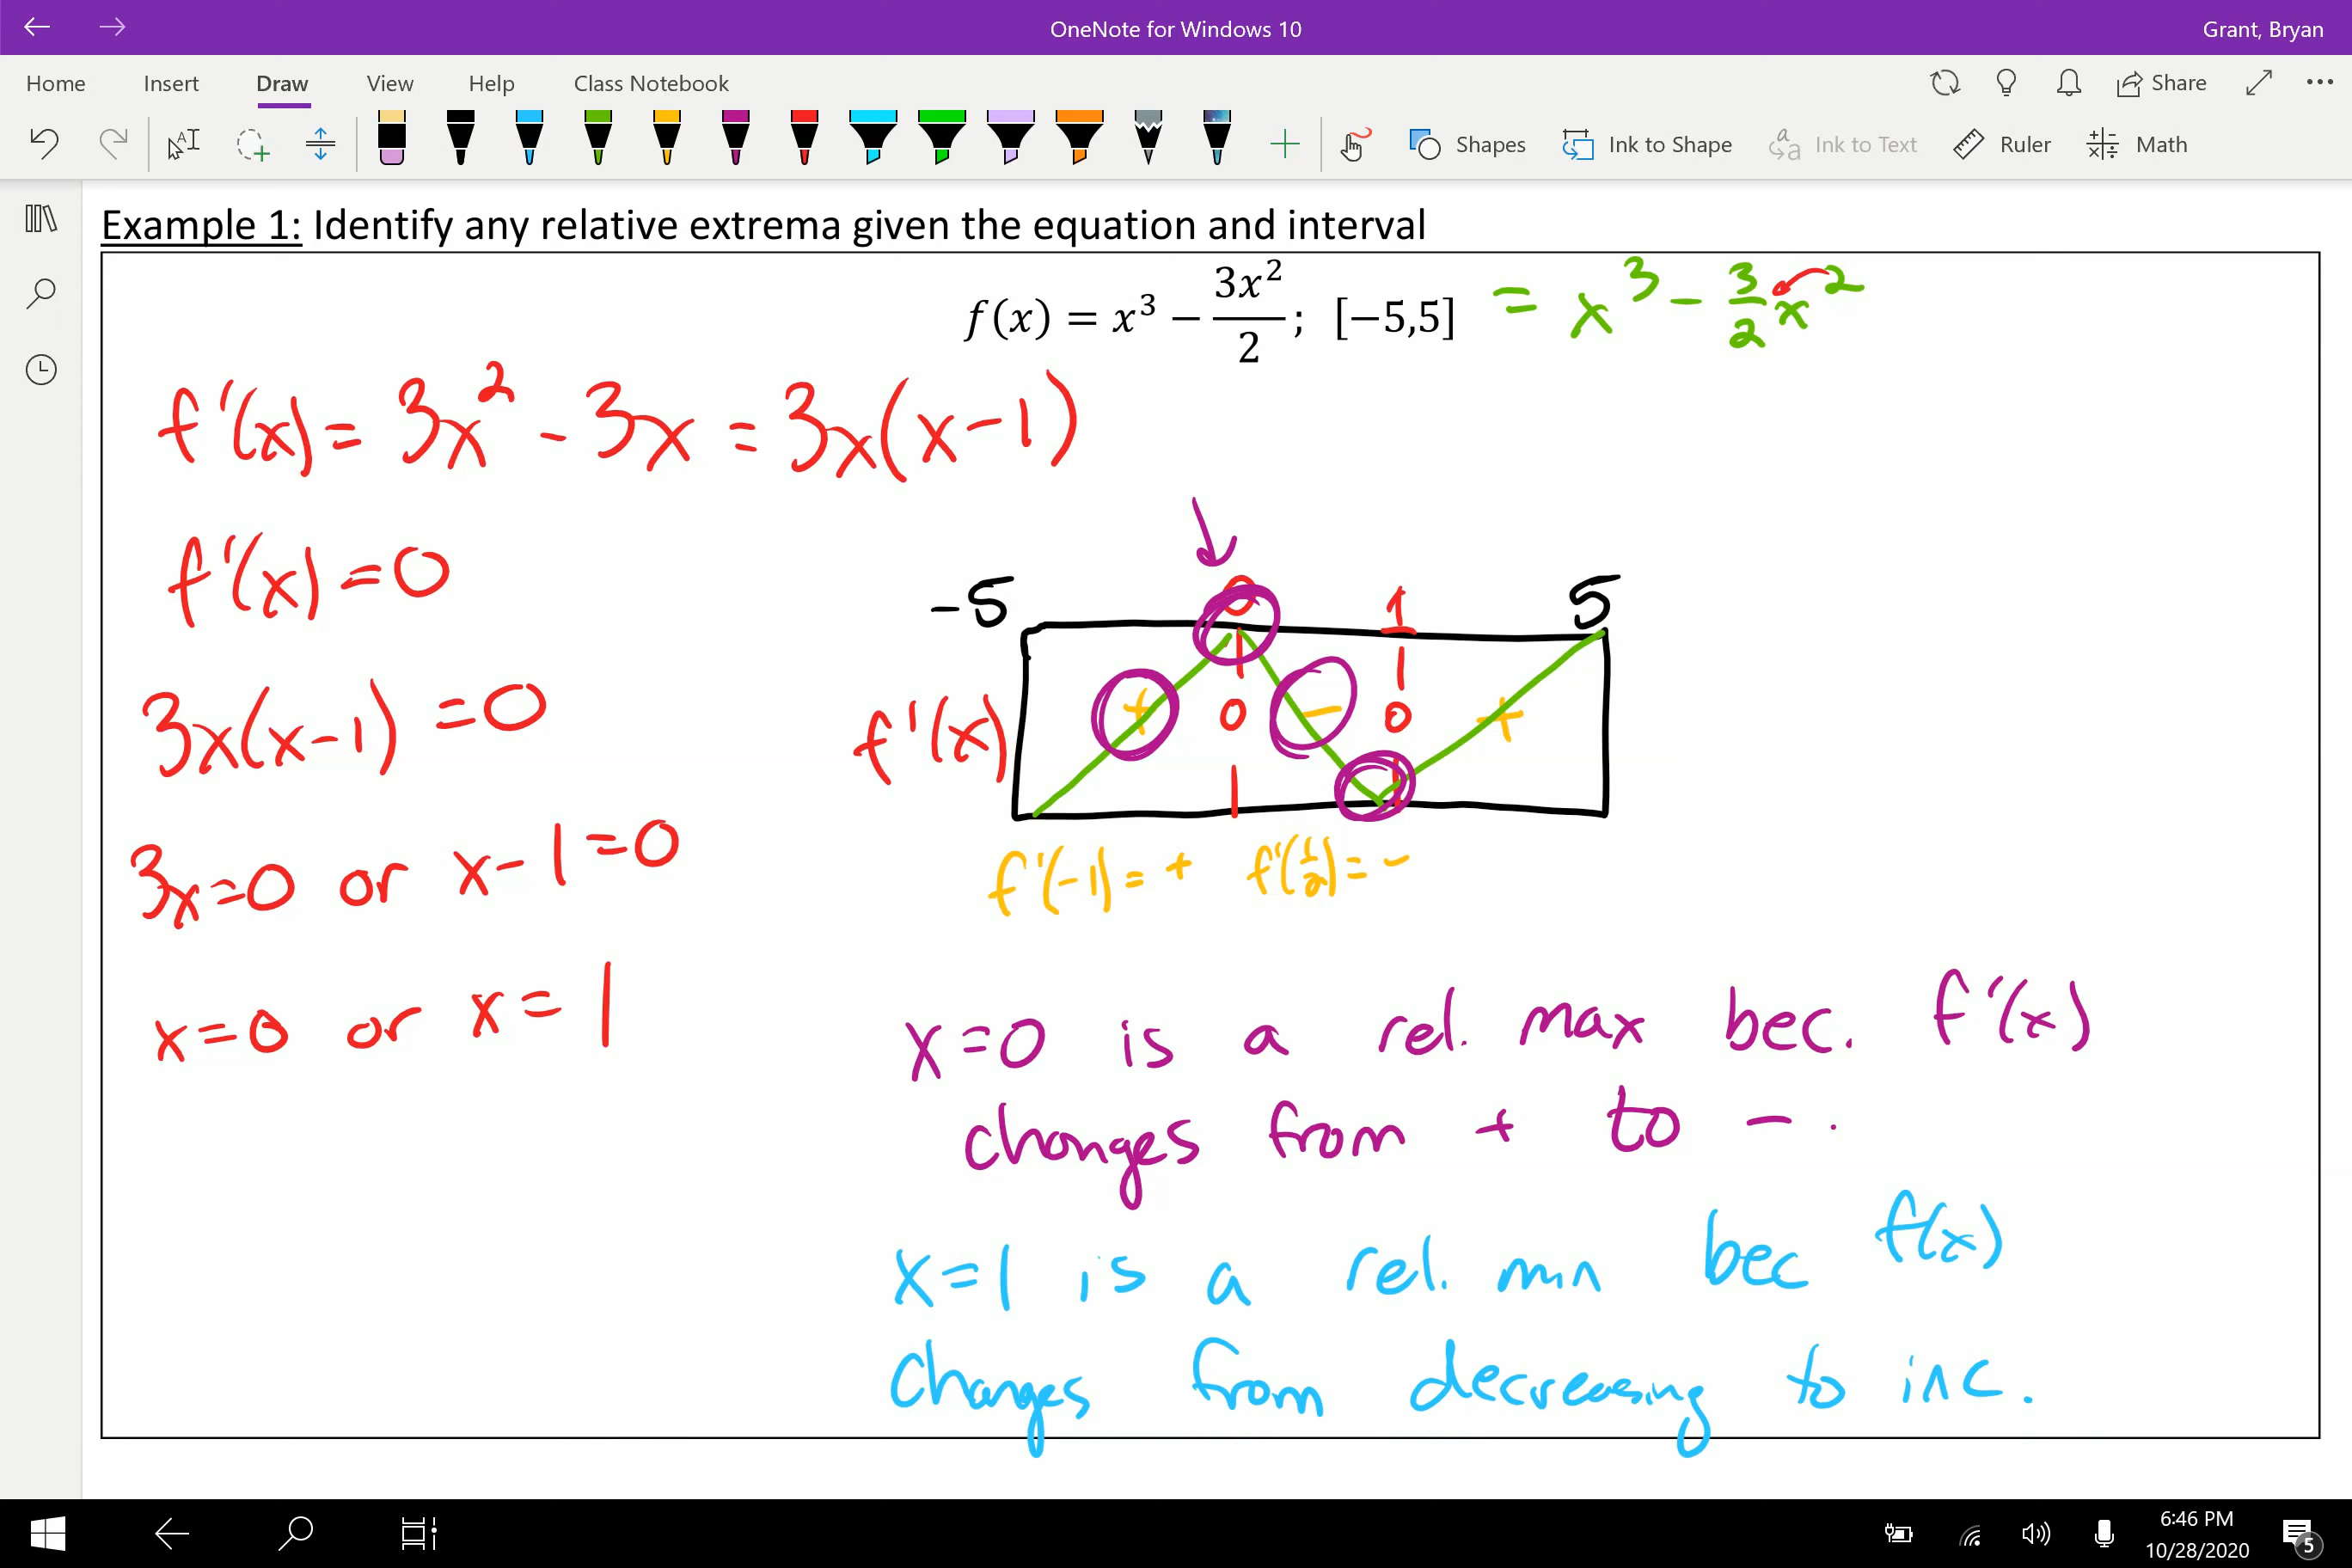 OneNote for Windows 10
Grant, Bryan
Home Insert Draw View Help Class Notebook Share
Shapes Ink to Shape Ink to Text Ruler Math
Example 1: Identify any relative extrema given the equation and interval
f(x) = x³ − 3x²/2; [−5,5] = x³ − 3/2 x²
f'(x) = 3x² - 3x = 3x(x-1)
f'(x) = 0
3x(x-1) = 0
3x=0 or x-1=0
x=0 or x=1
-5 0 1 5
f'(x) + 0 - 0 +
f'(-1) = + f'(1/2) = -
x=0 is a rel. max bec. f'(x)
changes from + to - .
x=1 is a rel. min bec f(x)
changes from decreasing to inc.
6:46 PM
10/28/2020
5